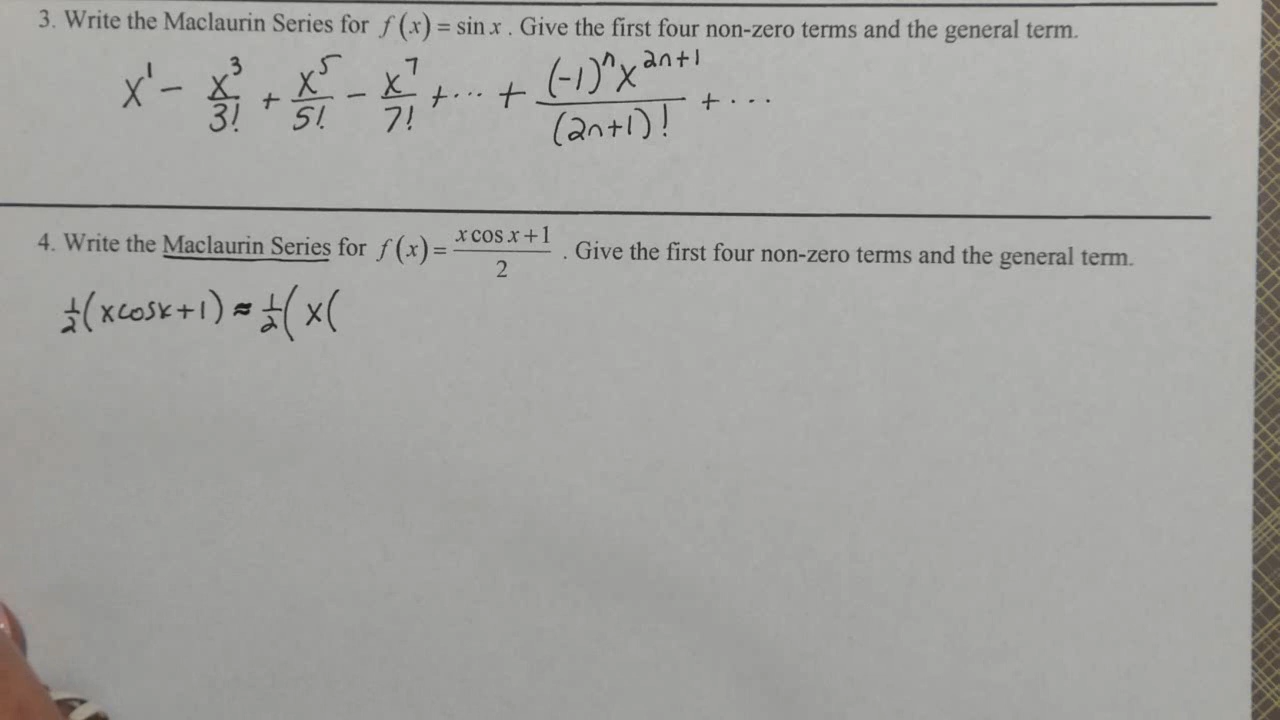 3. Write the Maclaurin Series for f(x) = sin x. Give the first four non-zero terms and the general term.
x¹ − x³/3! + x⁵/5! − x⁷/7! + ··· + (-1)ⁿx²ⁿ⁺¹/(2n+1)! + ···
4. Write the Maclaurin Series for f(x) = (x cos x + 1)/2. Give the first four non-zero terms and the general term.
½(xcosx+1) ≈ ½( x(